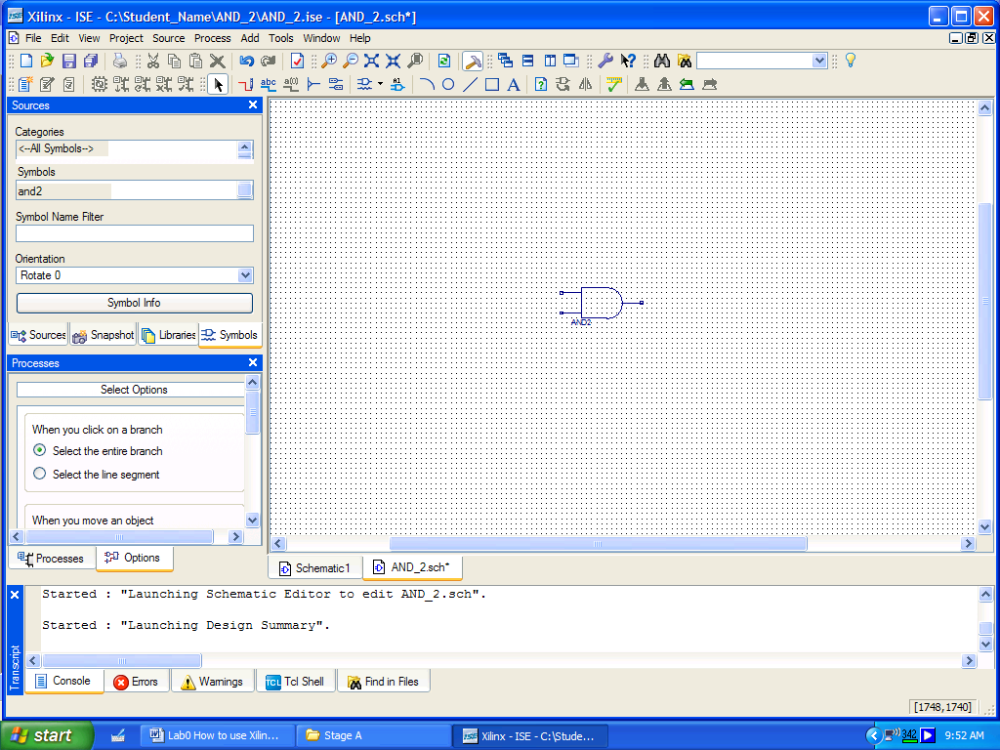 Xilinx - ISE - C:\Student_Name\AND_2\AND_2.ise - [AND_2.sch*]
File Edit View Project Source Process Add Tools Window Help
Sources
Categories
<--All Symbols-->
Symbols
and2
Symbol Name Filter
Orientation
Rotate 0
Symbol Info
Sources Snapshot Libraries Symbols
Processes
Select Options
When you click on a branch
Select the entire branch
Select the line segment
When you move an object
Processes Options
AND2
Schematic1 AND_2.sch*
Started : "Launching Schematic Editor to edit AND_2.sch".
Started : "Launching Design Summary".
Transcript
Console Errors Warnings TCL Tcl Shell Find in Files
[1748,1740]
start Lab0 How to use Xilin... Stage A Xilinx - ISE - C:\Stude... 342 9:52 AM